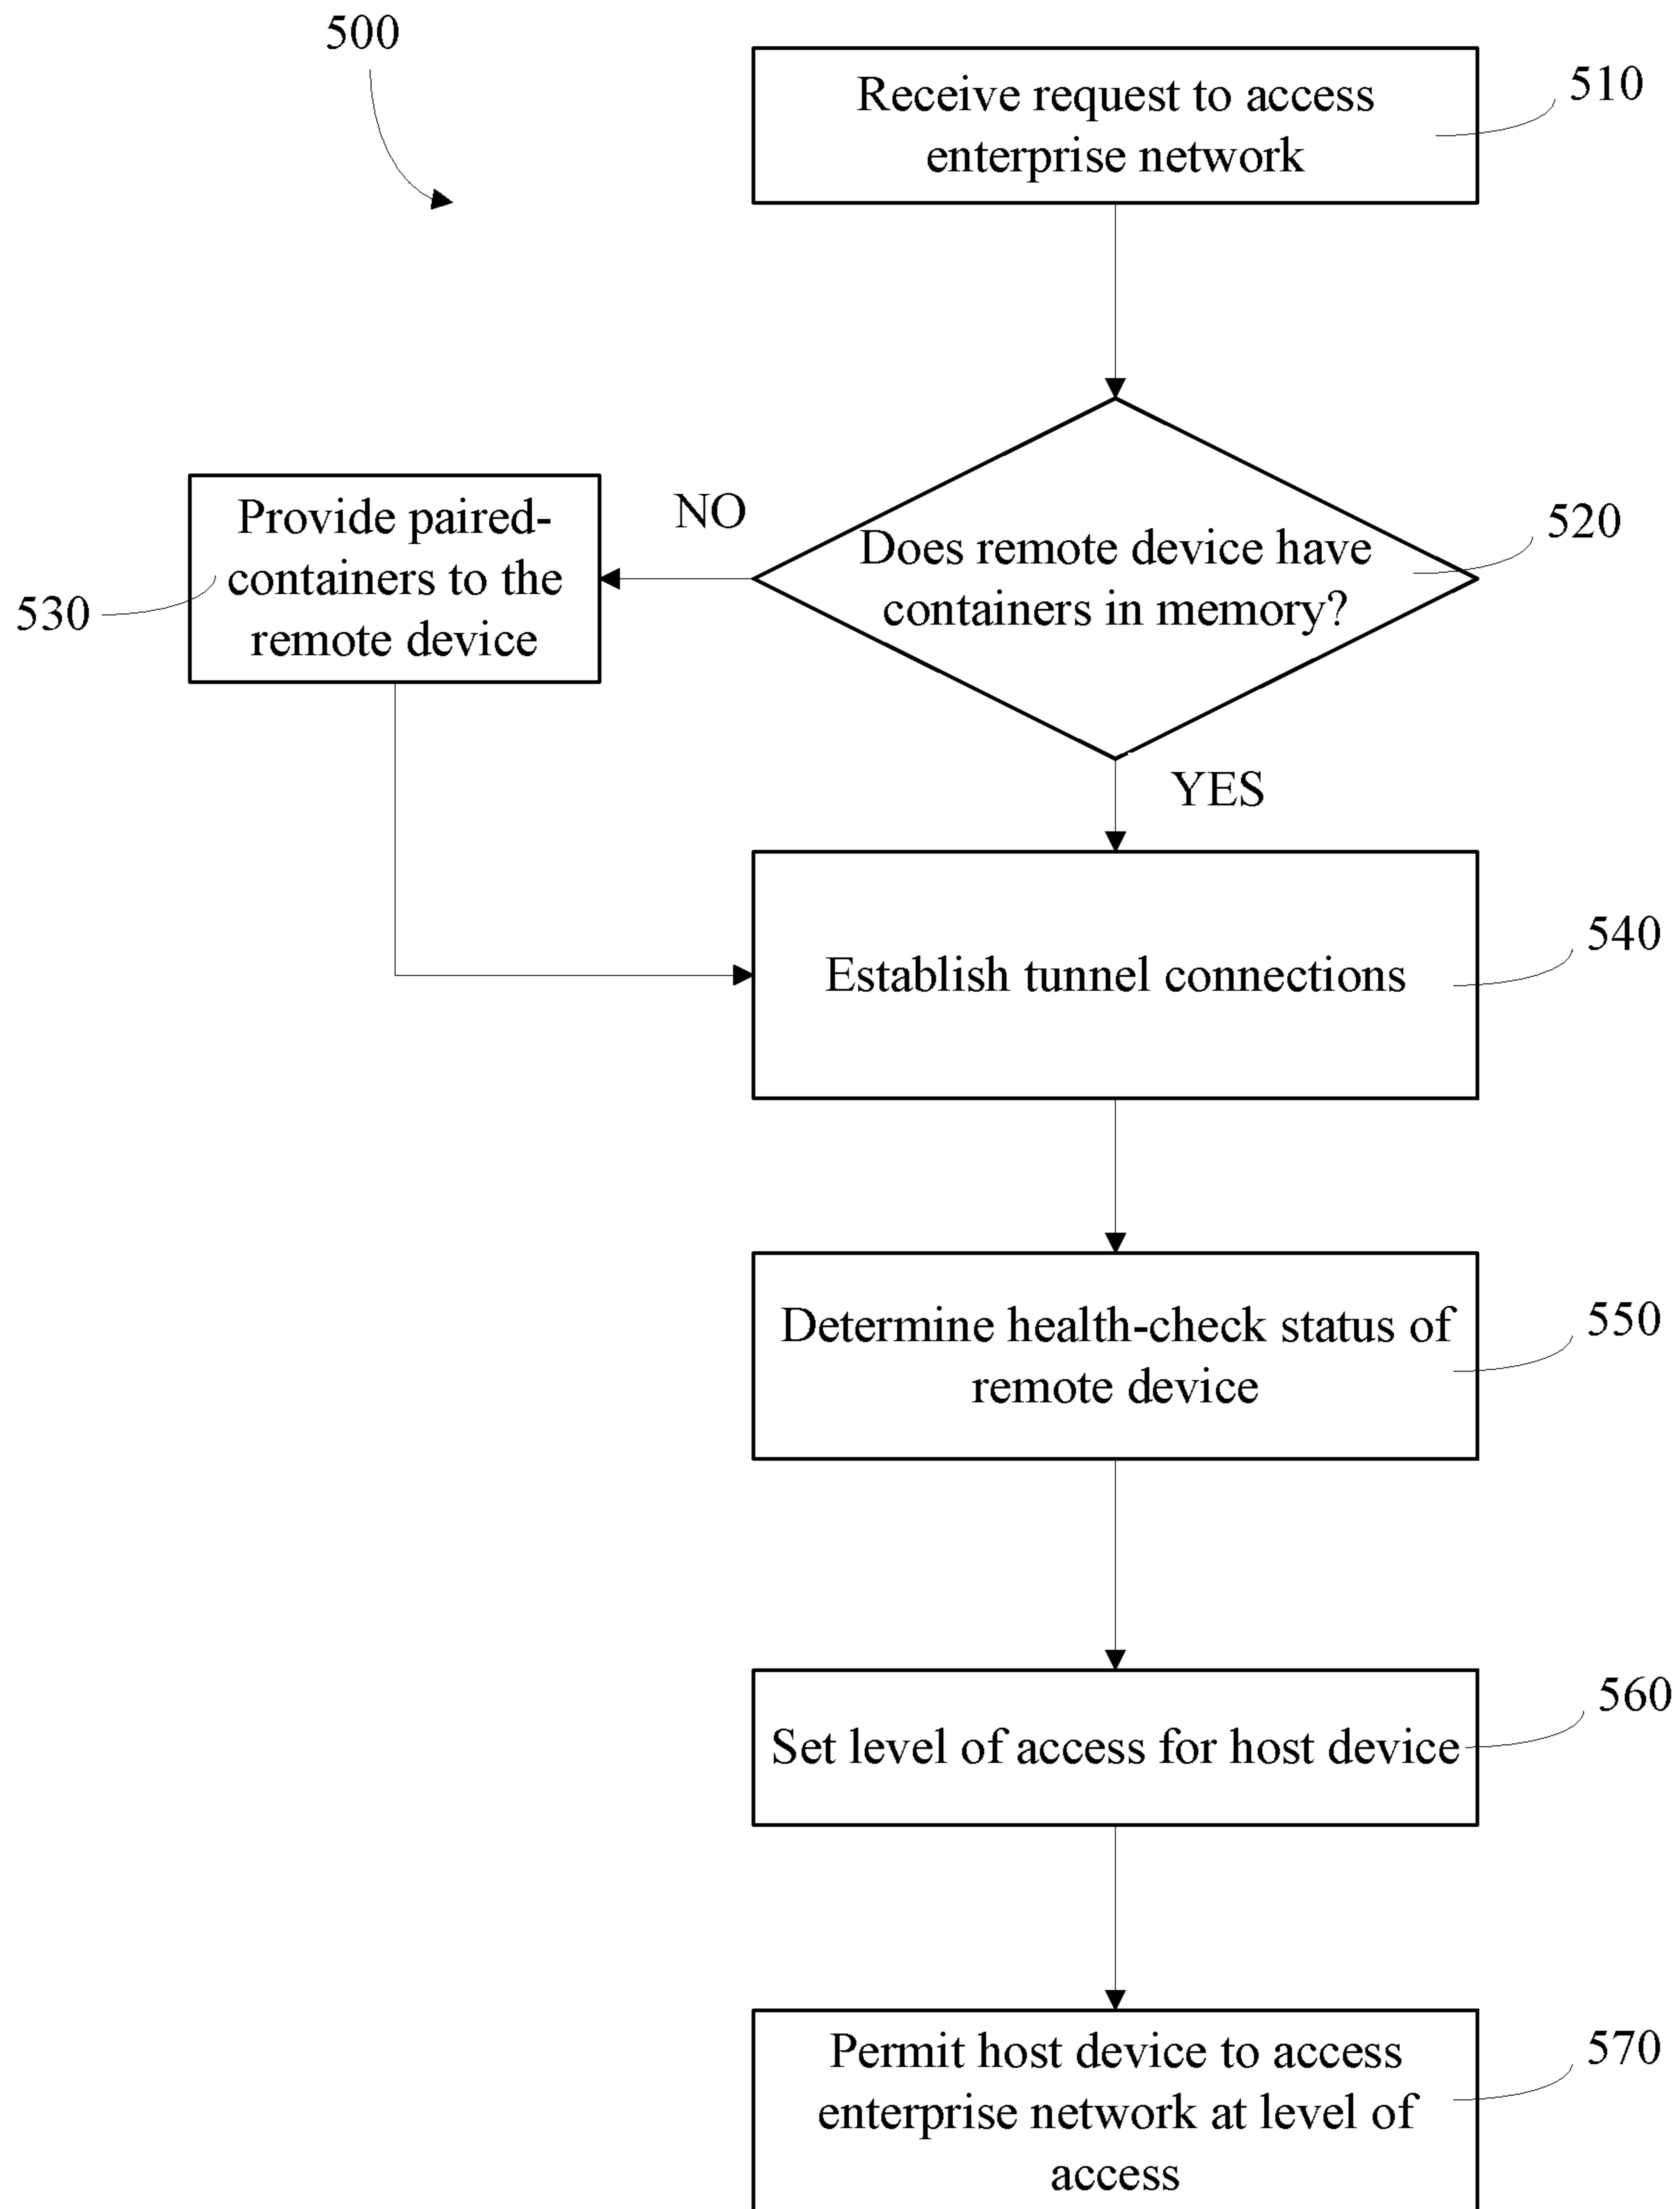 500
Receive request to access
enterprise network
510
Does remote device have
containers in memory?
520
NO
Provide paired-
containers to the
remote device
530
YES
Establish tunnel connections
540
Determine health-check status of
remote device
550
Set level of access for host device
560
Permit host device to access
enterprise network at level of
access
570